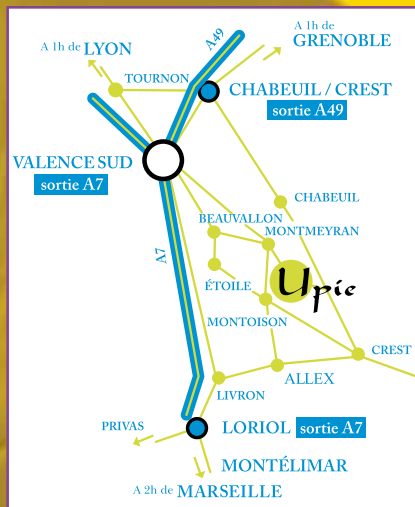 A49
A 1h de GRENOBLE
A 1h de LYON
TOURNON
CHABEUIL / CREST
sortie A49
VALENCE SUD
sortie A7
CHABEUIL
BEAUVALLON
MONTMEYRAN
A7
ÉTOILE
Upie
MONTOISON
CREST
ALLEX
LIVRON
PRIVAS
LORIOL sortie A7
MONTÉLIMAR
A 2h de MARSEILLE